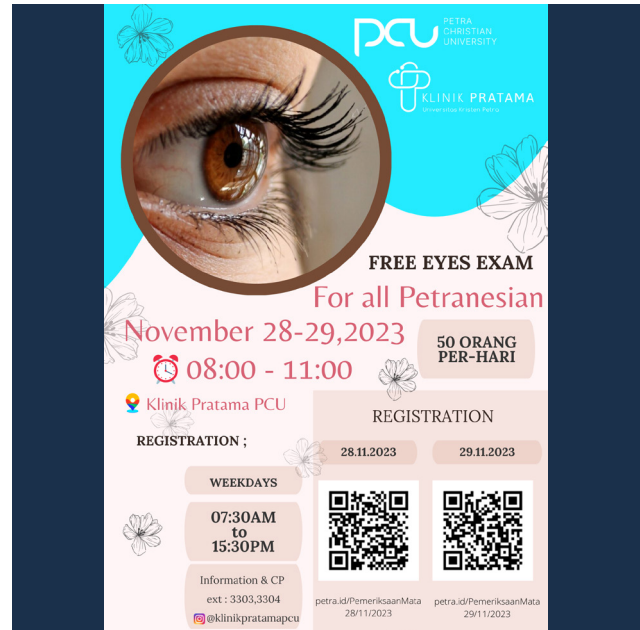 PCU
PETRA
CHRISTIAN
UNIVERSITY
KLINIK PRATAMA
Universitas Kristen Petra
FREE EYES EXAM
For all Petranesian
November 28-29,2023
08:00 - 11:00
50 ORANG
PER-HARI
Klinik Pratama PCU
REGISTRATION ;
WEEKDAYS
07:30AM
to
15:30PM
Information & CP
ext : 3303,3304
@klinikpratamapcu
REGISTRATION
28.11.2023
29.11.2023
petra.id/PemeriksaanMata
28/11/2023
petra.id/PemeriksaanMata
29/11/2023